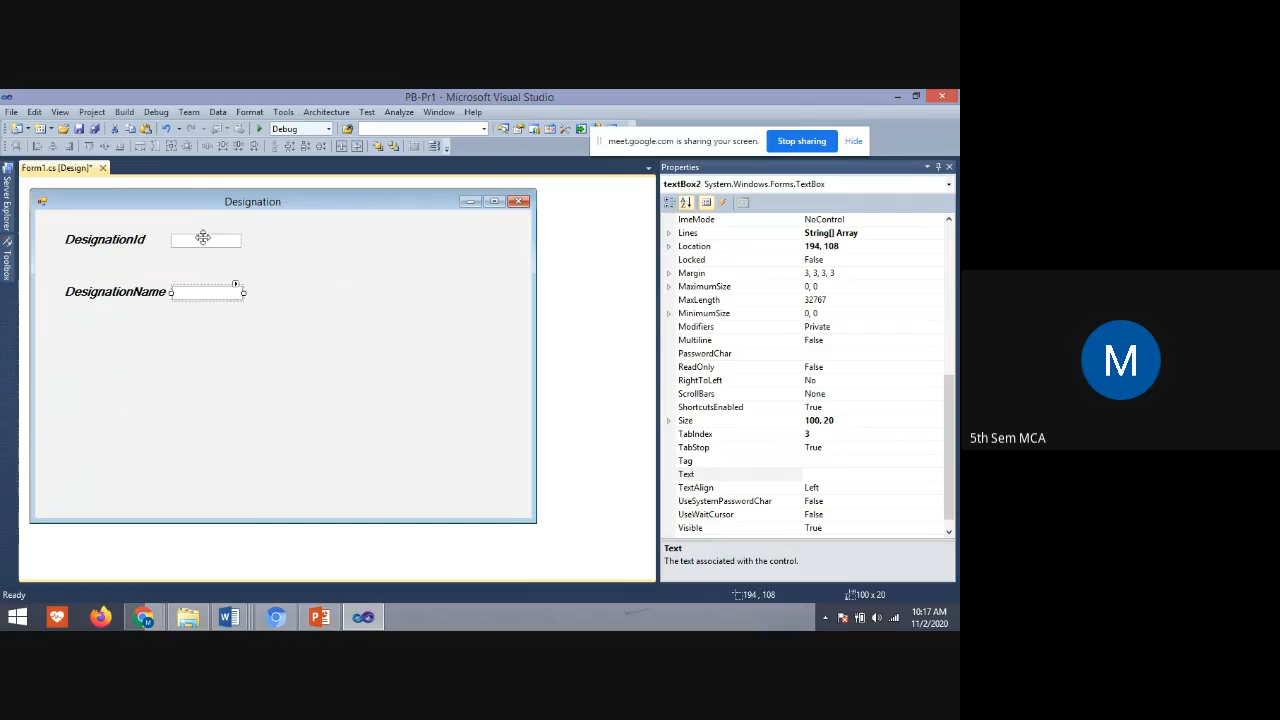 PB-Pr1 - Microsoft Visual Studio
File Edit View Project Build Debug Team Data Format Tools Architecture Test Analyze Window Help
Debug
meet.google.com is sharing your screen. Stop sharing Hide
Form1.cs [Design]*
Server Explorer
Toolbox
Designation
DesignationId
DesignationName
Properties
textBox2 System.Windows.Forms.TextBox
ImeMode NoControl
Lines String[] Array
Location 194, 108
Locked False
Margin 3, 3, 3, 3
MaximumSize 0, 0
MaxLength 32767
MinimumSize 0, 0
Modifiers Private
Multiline False
PasswordChar
ReadOnly False
RightToLeft No
ScrollBars None
ShortcutsEnabled True
Size 100, 20
TabIndex 3
TabStop True
Tag
Text
TextAlign Left
UseSystemPasswordChar False
UseWaitCursor False
Visible True
Text
The text associated with the control.
Ready 194 , 108 100 x 20
10:17 AM
11/2/2020
M
5th Sem MCA